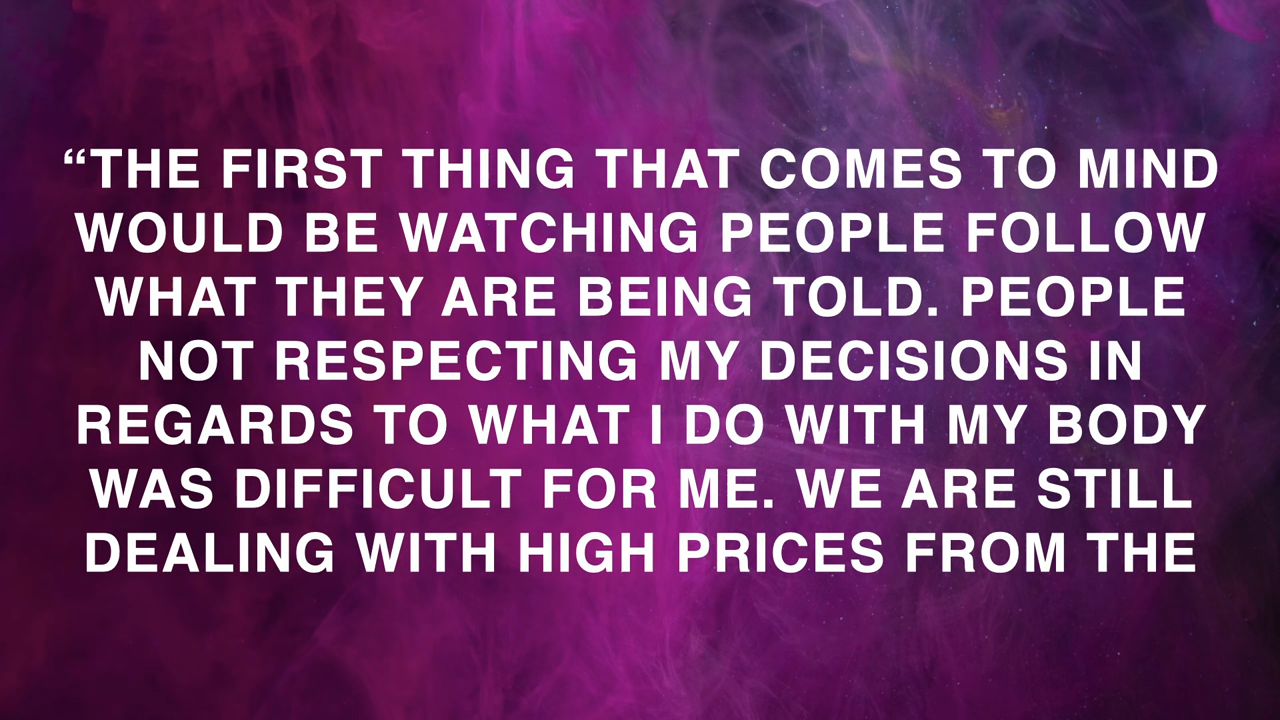 “THE FIRST THING THAT COMES TO MIND
WOULD BE WATCHING PEOPLE FOLLOW
WHAT THEY ARE BEING TOLD. PEOPLE
NOT RESPECTING MY DECISIONS IN
REGARDS TO WHAT I DO WITH MY BODY
WAS DIFFICULT FOR ME. WE ARE STILL
DEALING WITH HIGH PRICES FROM THE